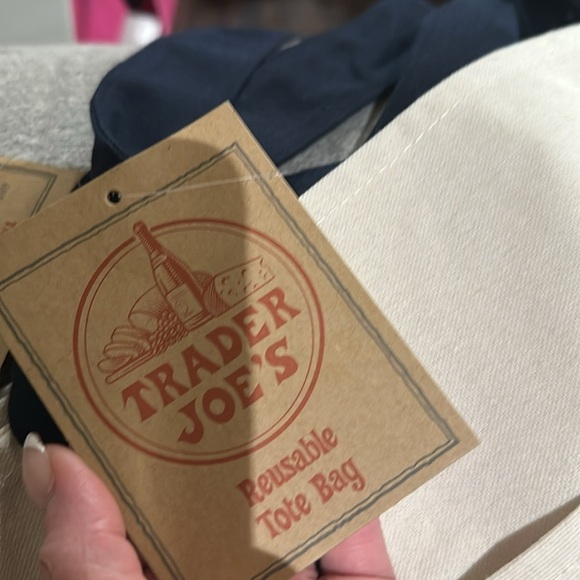 TRADER
JOE'S
Reusable
Tote Bag